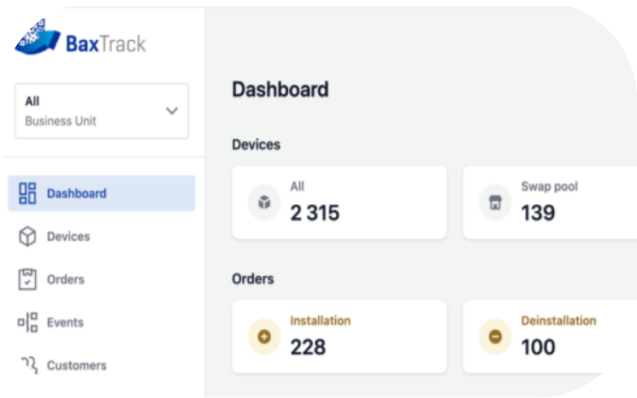 BaxTrack
All
Business Unit
Dashboard
Devices
Orders
Events
Customers
Dashboard
Devices
All
2 315
Swap pool
139
Orders
Installation
228
Deinstallation
100